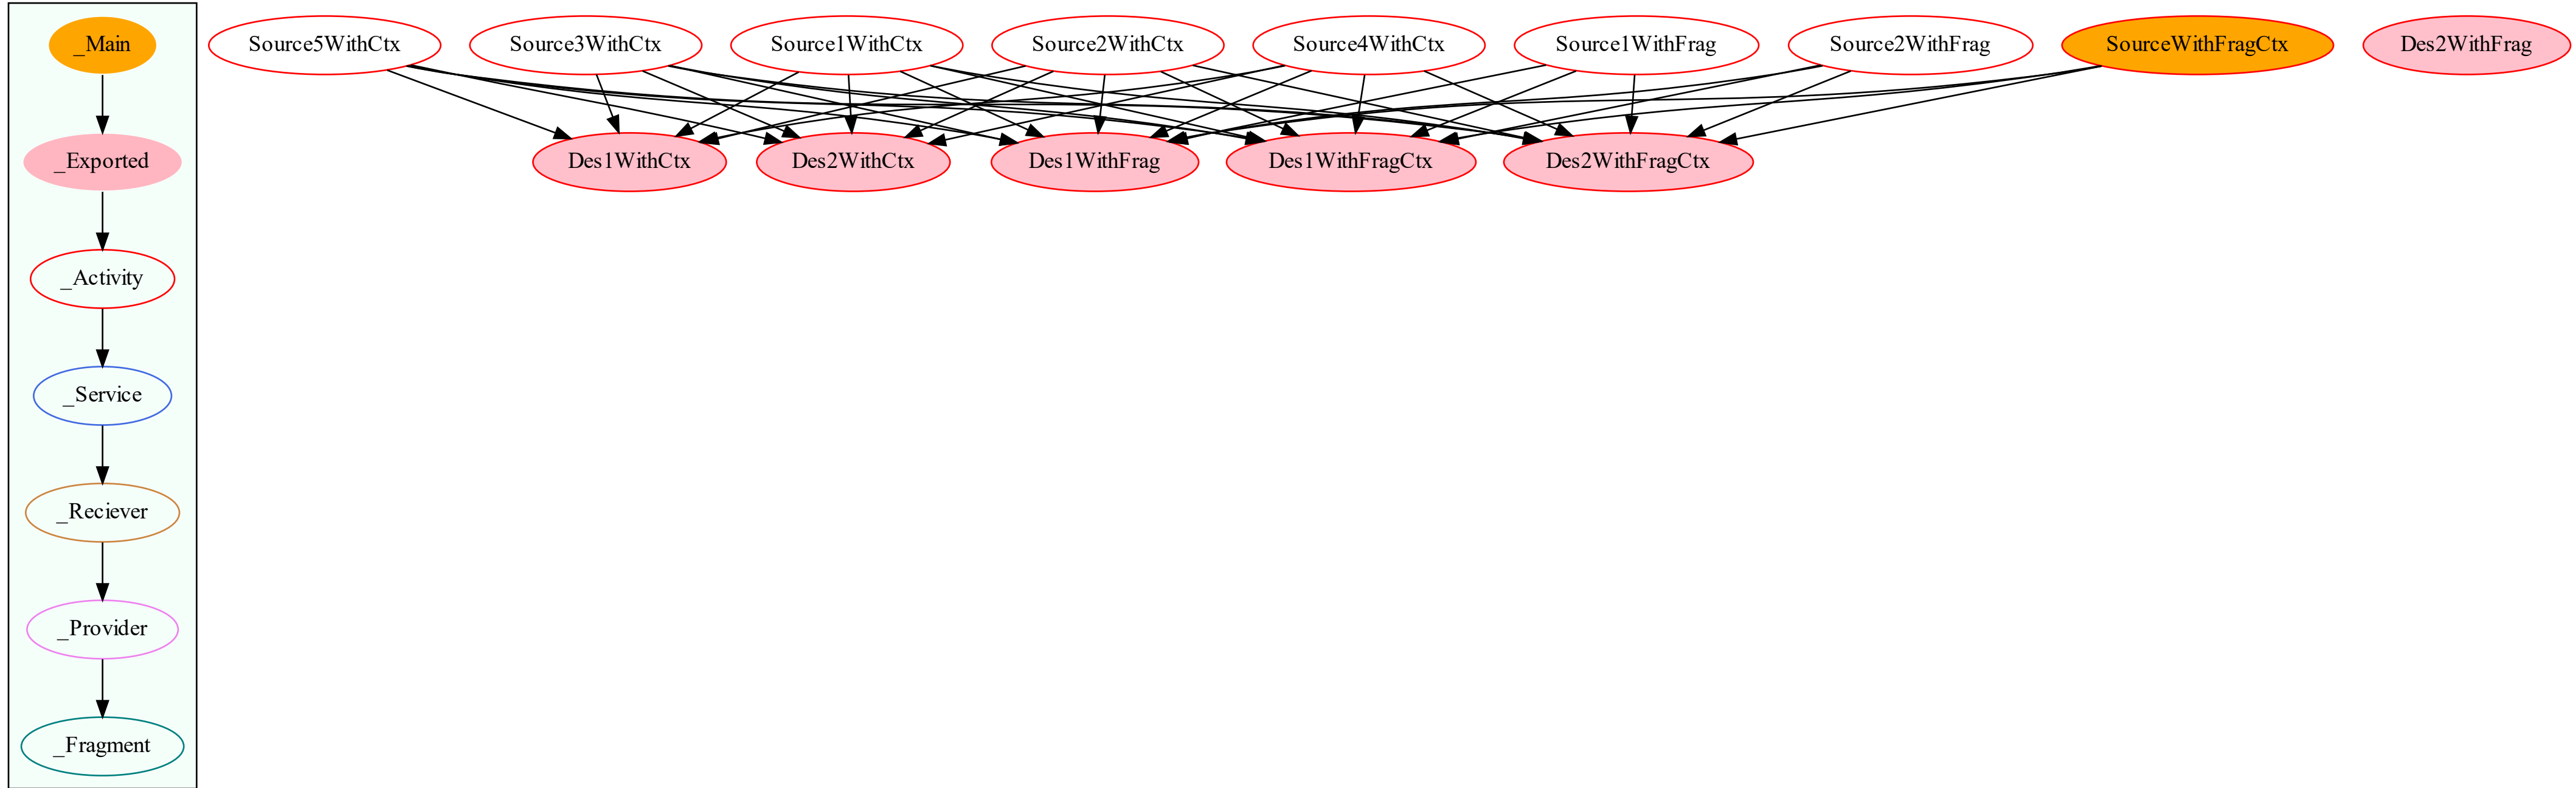 _Main
_Exported
_Activity
_Service
_Reciever
_Provider
_Fragment
Source5WithCtx
Source3WithCtx
Source1WithCtx
Source2WithCtx
Source4WithCtx
Source1WithFrag
Source2WithFrag
SourceWithFragCtx
Des2WithFrag
Des1WithCtx
Des2WithCtx
Des1WithFrag
Des1WithFragCtx
Des2WithFragCtx